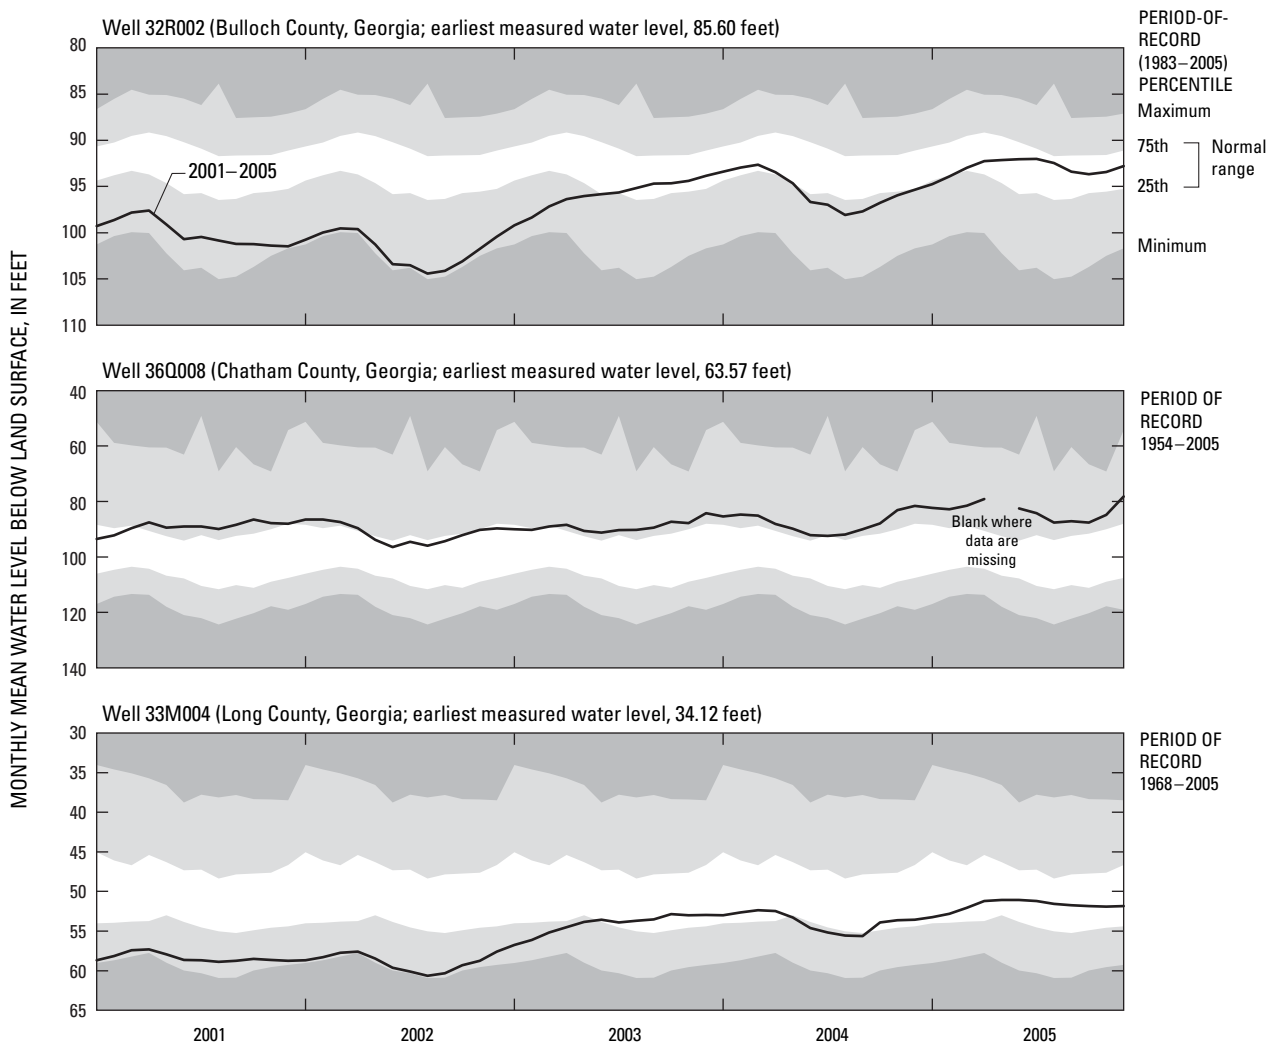 Well 32R002 (Bulloch County, Georgia; earliest measured water level, 85.60 feet)
PERIOD-OF-
RECORD
(1983–2005)
PERCENTILE
Maximum
75th
Normal
range
25th
Minimum
80
85
90
95
100
105
110
2001–2005
Well 36Q008 (Chatham County, Georgia; earliest measured water level, 63.57 feet)
PERIOD OF
RECORD
1954–2005
40
60
80
100
120
140
Blank where
data are
missing
MONTHLY MEAN WATER LEVEL BELOW LAND SURFACE, IN FEET
Well 33M004 (Long County, Georgia; earliest measured water level, 34.12 feet)
PERIOD OF
RECORD
1968–2005
30
35
40
45
50
55
60
65
2001 2002 2003 2004 2005